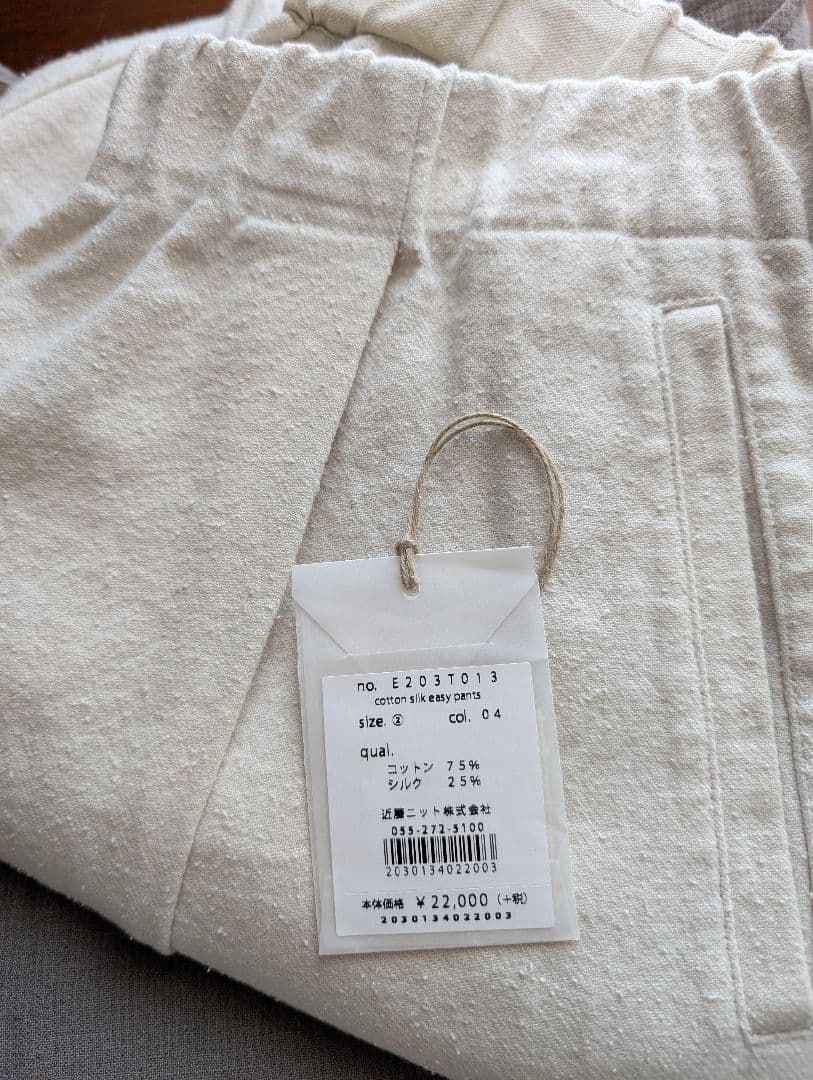 no. E203T013
cotton silk easy pants
size. ② col. 04
qual.
コットン 75%
シルク 25%
近藤ニット株式会社
055-272-5100
2030134022003
本体価格 ¥22,000 (+税)
2030134022003